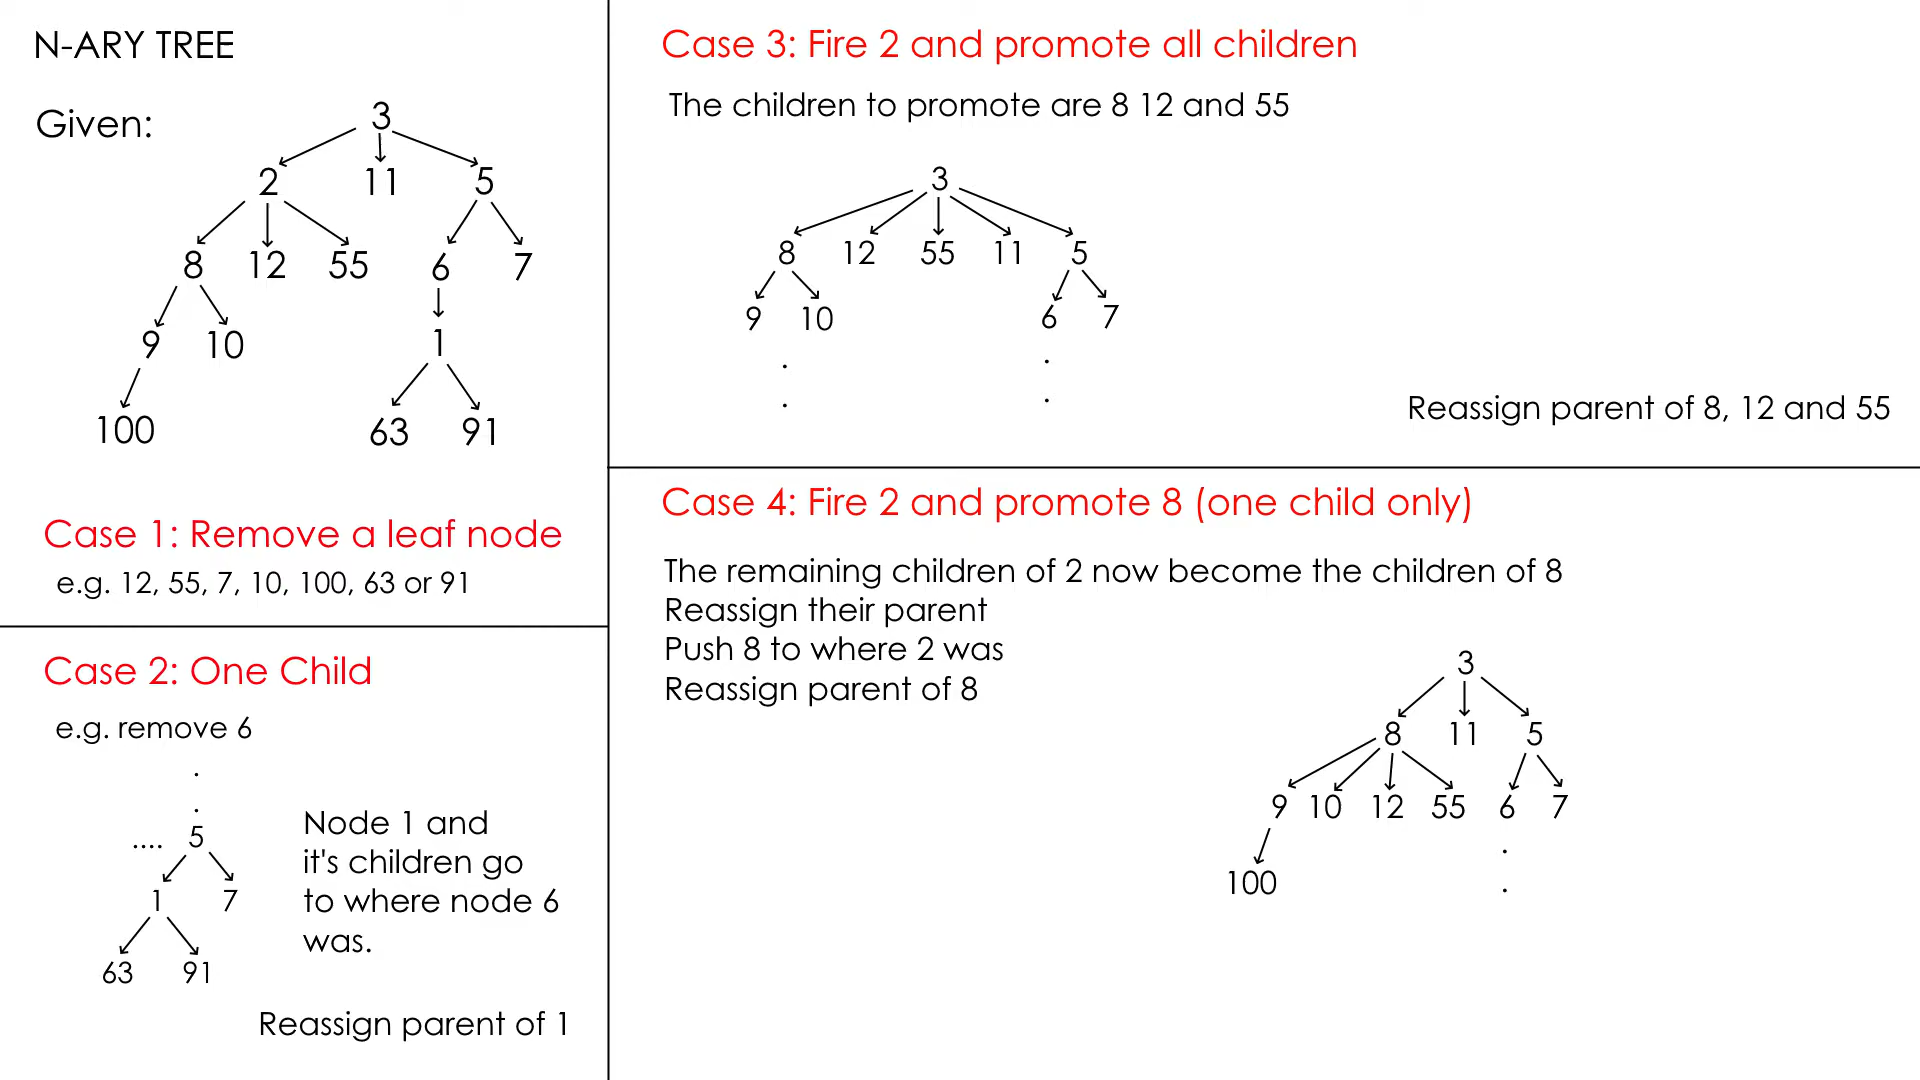 N-ARY TREE
Given:
3
2 11 5
8 12 55 6 7
9 10 1
100 63 91
Case 1: Remove a leaf node
e.g. 12, 55, 7, 10, 100, 63 or 91
Case 2: One Child
e.g. remove 6
.
.
.... 5
1 7
63 91
Node 1 and
it's children go
to where node 6
was.
Reassign parent of 1
Case 3: Fire 2 and promote all children
The children to promote are 8 12 and 55
3
8 12 55 11 5
9 10 6 7
. .
. .
Reassign parent of 8, 12 and 55
Case 4: Fire 2 and promote 8 (one child only)
The remaining children of 2 now become the children of 8
Reassign their parent
Push 8 to where 2 was
Reassign parent of 8
3
8 11 5
9 10 12 55 6 7
.
100 .